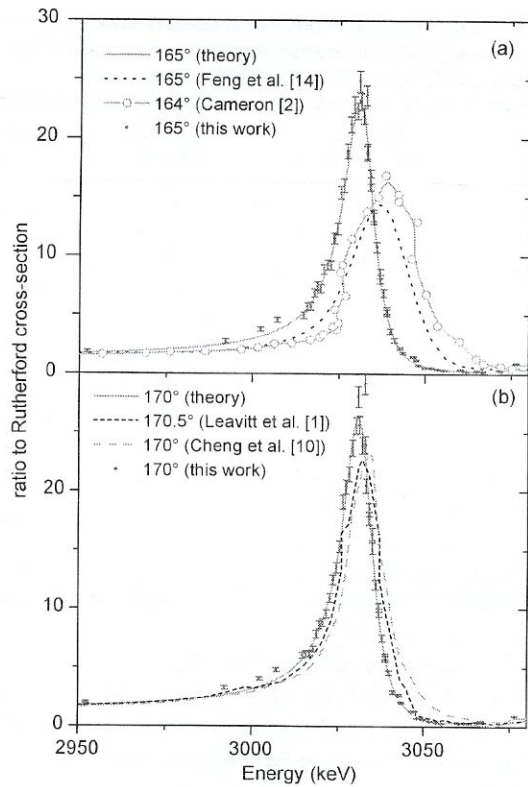 (a)
165° (theory)
165° (Feng et al. [14])
164° (Cameron [2])
165° (this work)
30
20
10
0
(b)
170° (theory)
170.5° (Leavitt et al. [1])
170° (Cheng et al. [10])
170° (this work)
20
10
0
ratio to Rutherford cross-section
2950
3000
3050
Energy (keV)